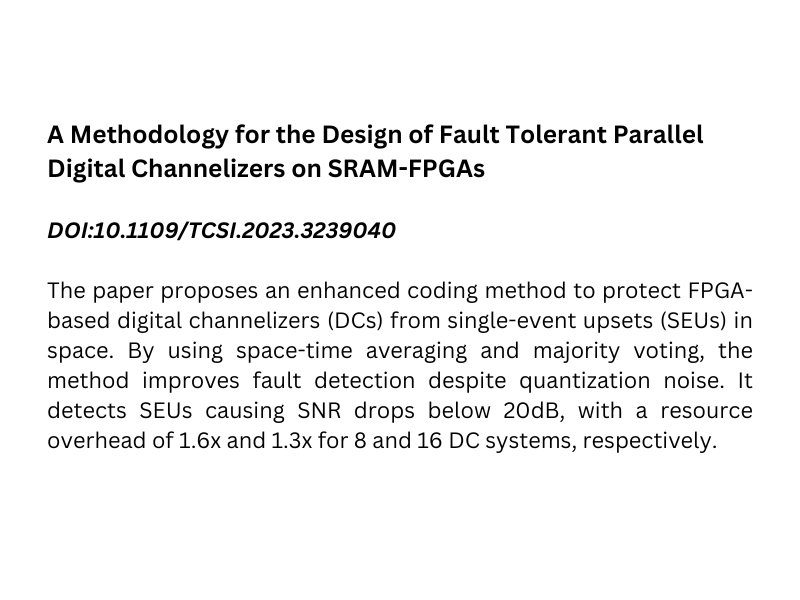 A Methodology for the Design of Fault Tolerant Parallel
Digital Channelizers on SRAM-FPGAs
DOI:10.1109/TCSI.2023.3239040
The paper proposes an enhanced coding method to protect FPGA-
based digital channelizers (DCs) from single-event upsets (SEUs) in
space. By using space-time averaging and majority voting, the
method improves fault detection despite quantization noise. It
detects SEUs causing SNR drops below 20dB, with a resource
overhead of 1.6x and 1.3x for 8 and 16 DC systems, respectively.